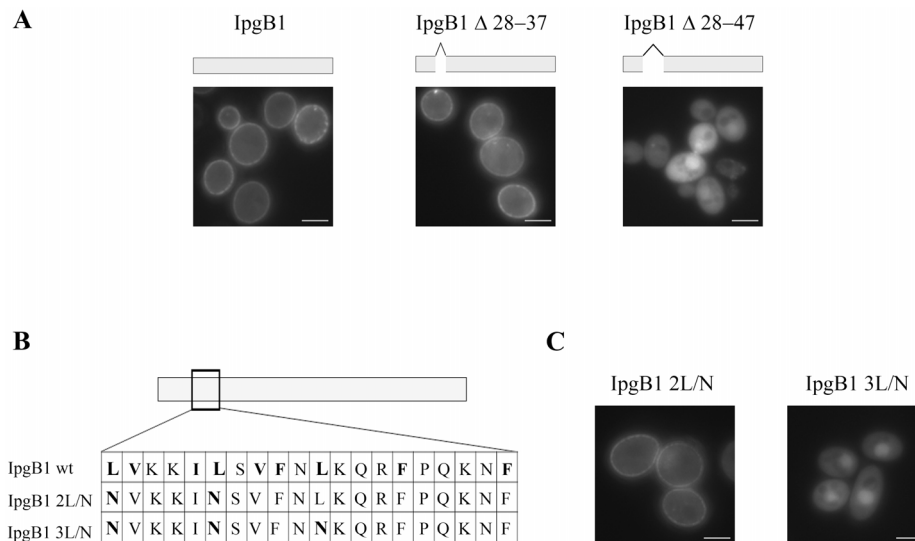 A
IpgB1
IpgB1 Δ 28–37
IpgB1 Δ 28–47
B
C
IpgB1 2L/N
IpgB1 3L/N
IpgB1 wt L V K K I L S V F N L K Q R F P Q K N F
IpgB1 2L/N N V K K I N S V F N L K Q R F P Q K N F
IpgB1 3L/N N V K K I N S V F N N K Q R F P Q K N F